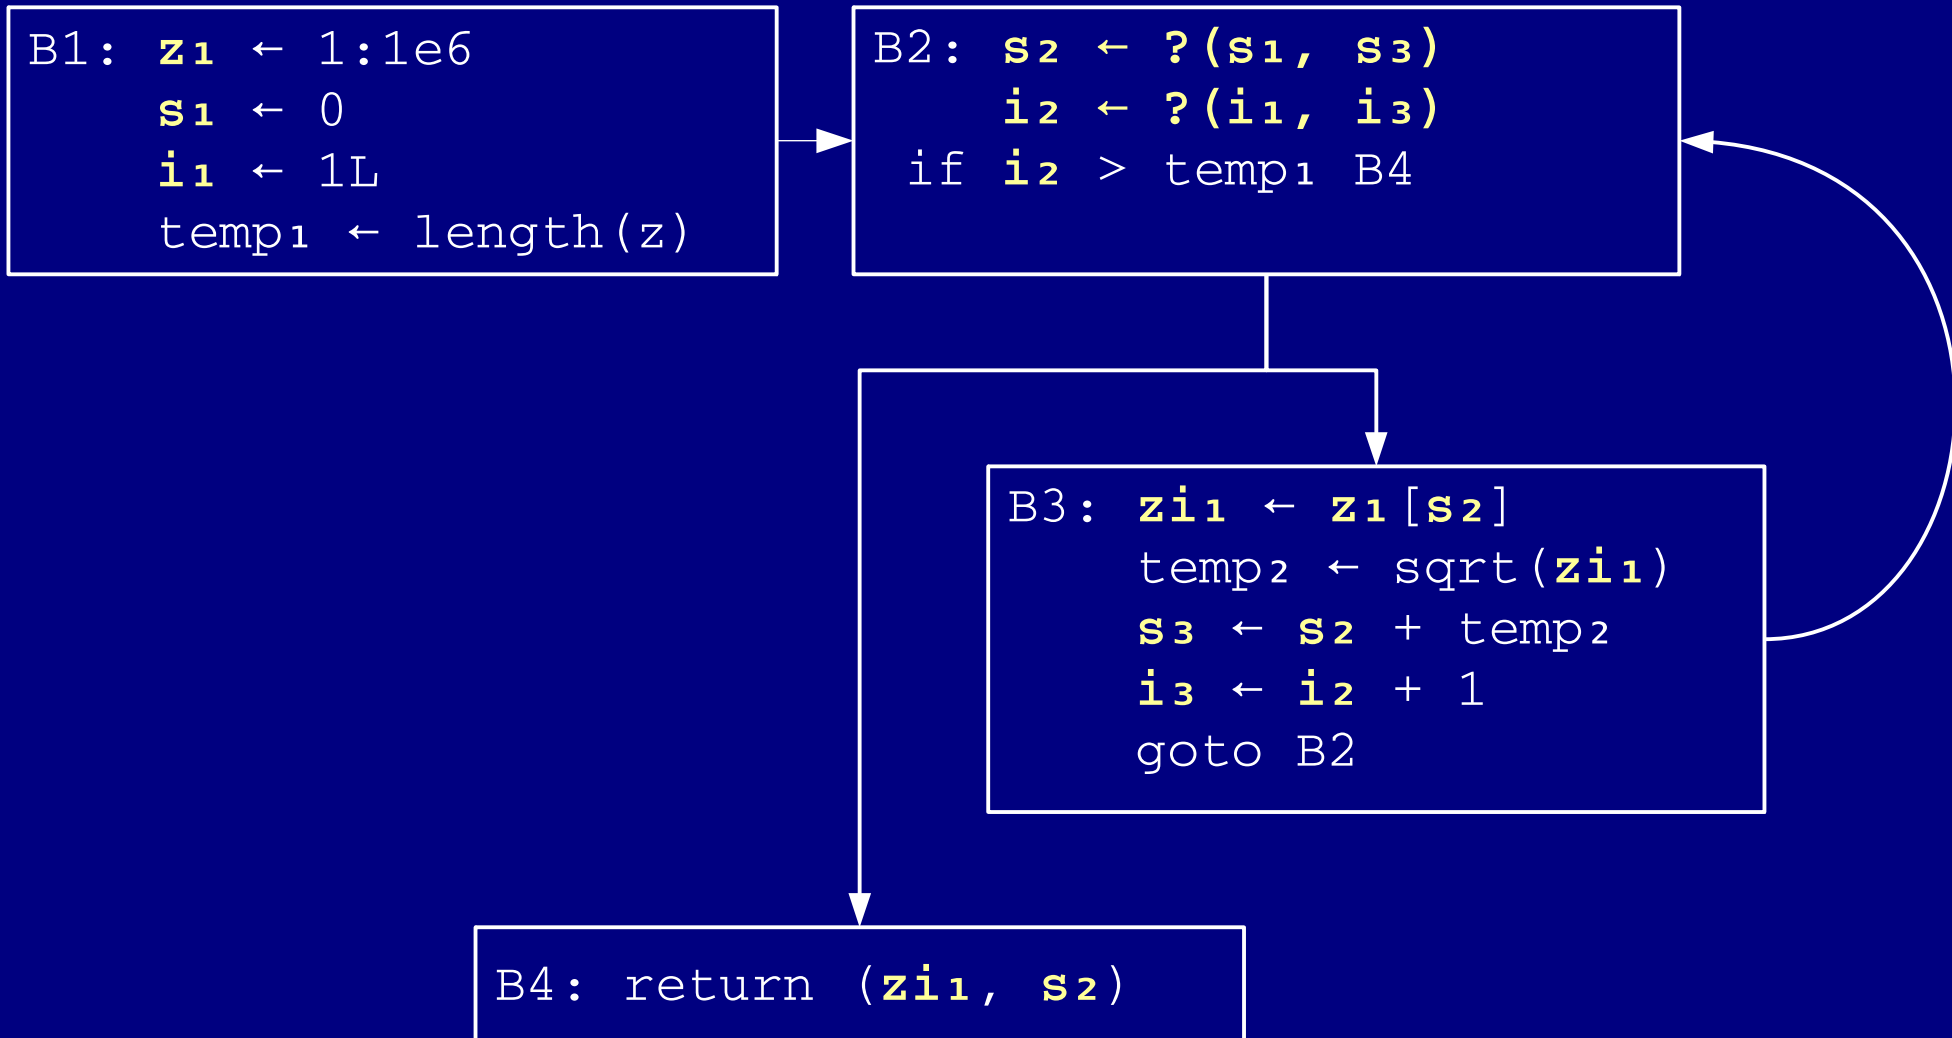 B1: z₁ ← 1:1e6
s₁ ← 0
i₁ ← 1L
temp₁ ← length(z)
B2: s₂ ← ?(s₁, s₃)
i₂ ← ?(i₁, i₃)
if i₂ > temp₁ B4
B3: zi₁ ← z₁[s₂]
temp₂ ← sqrt(zi₁)
s₃ ← s₂ + temp₂
i₃ ← i₂ + 1
goto B2
B4: return (zi₁, s₂)